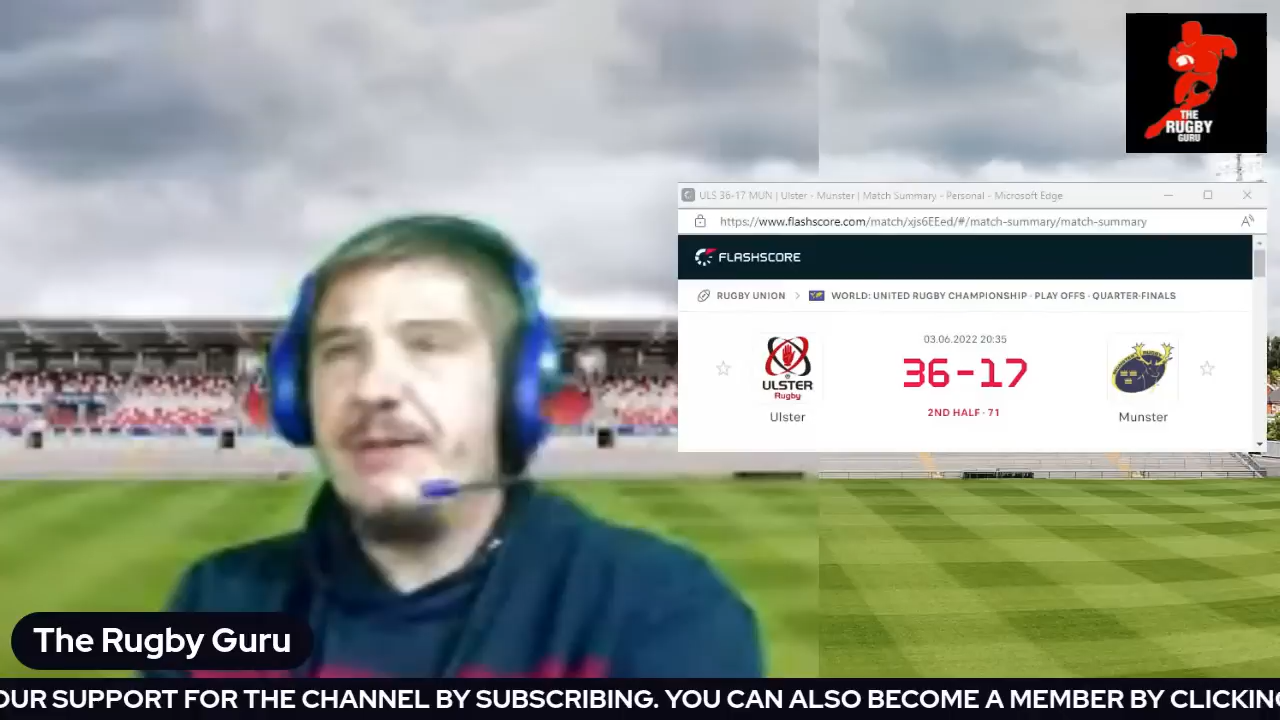 THE
RUGBY
GURU
ULS 36-17 MUN | Ulster - Munster | Match Summary - Personal - Microsoft Edge
https://www.flashscore.com/match/xjs6EEed/#/match-summary/match-summary
FLASHSCORE
RUGBY UNION > WORLD: UNITED RUGBY CHAMPIONSHIP - PLAY OFFS - QUARTER-FINALS
03.06.2022 20:35
36-17
2ND HALF · 71
ULSTER
Rugby
Ulster
Munster
The Rugby Guru
OUR SUPPORT FOR THE CHANNEL BY SUBSCRIBING. YOU CAN ALSO BECOME A MEMBER BY CLICKING